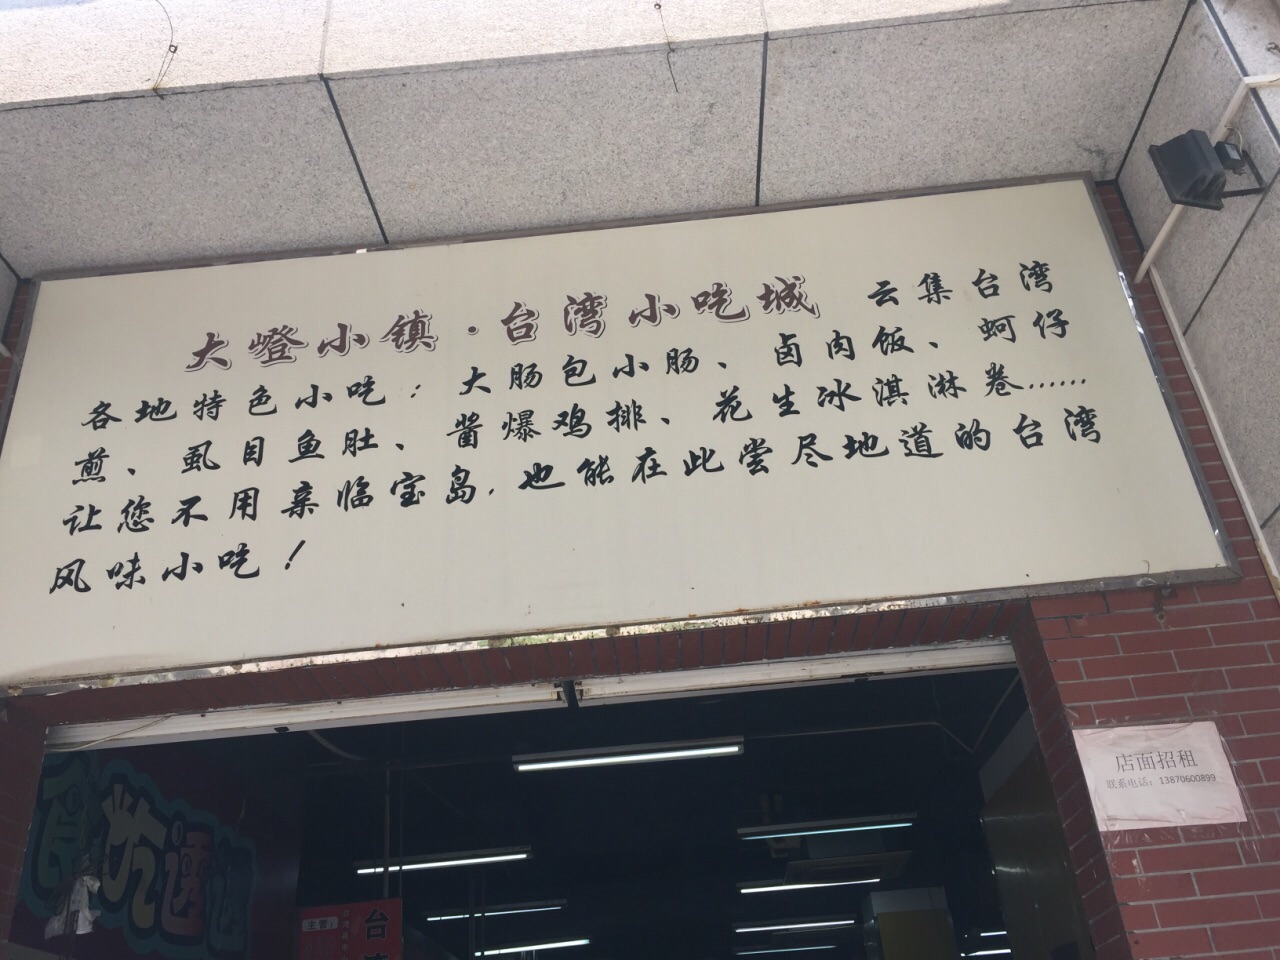 大嶝小镇·台湾小吃城 云集台湾
各地特色小吃：大肠包小肠、卤肉饭、蚵仔
煎、虱目鱼肚、酱爆鸡排、花生冰淇淋卷……
让您不用亲临宝岛，也能在此尝尽地道的台湾
风味小吃！
店面招租
联系电话：13870600899
主营：
台